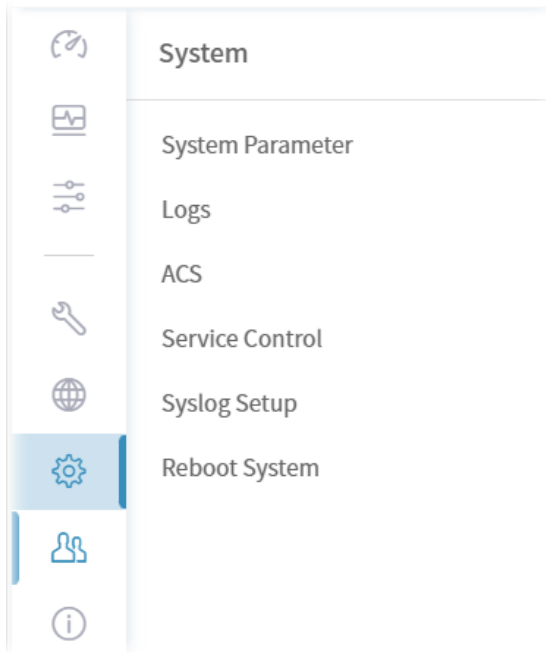 System
System Parameter
Logs
ACS
Service Control
Syslog Setup
Reboot System